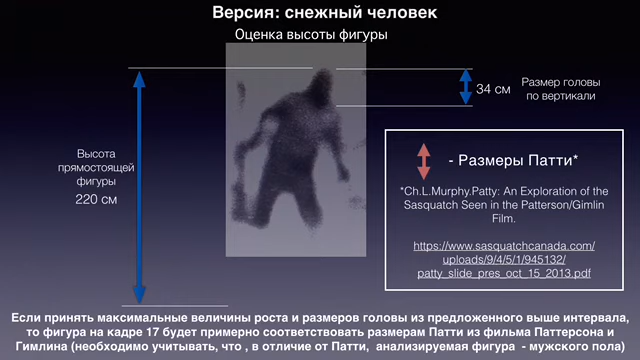 Версия: снежный человек
Оценка высоты фигуры
34 см
Размер головы
по вертикали
Высота
прямостоящей
фигуры
220 см
- Размеры Патти*
*Ch.L.Murphy.Patty: An Exploration of the
Sasquatch Seen in the Patterson/Gimlin
Film.
https://www.sasquatchcanada.com/
uploads/9/4/5/1/945132/
patty_slide_pres_oct_15_2013.pdf
Если принять максимальные величины роста и размеров головы из предложенного выше интервала,
то фигура на кадре 17 будет примерно соответствовать размерам Патти из фильма Паттерсона и
Гимлина (необходимо учитывать, что , в отличие от Патти, анализируемая фигура - мужского пола)